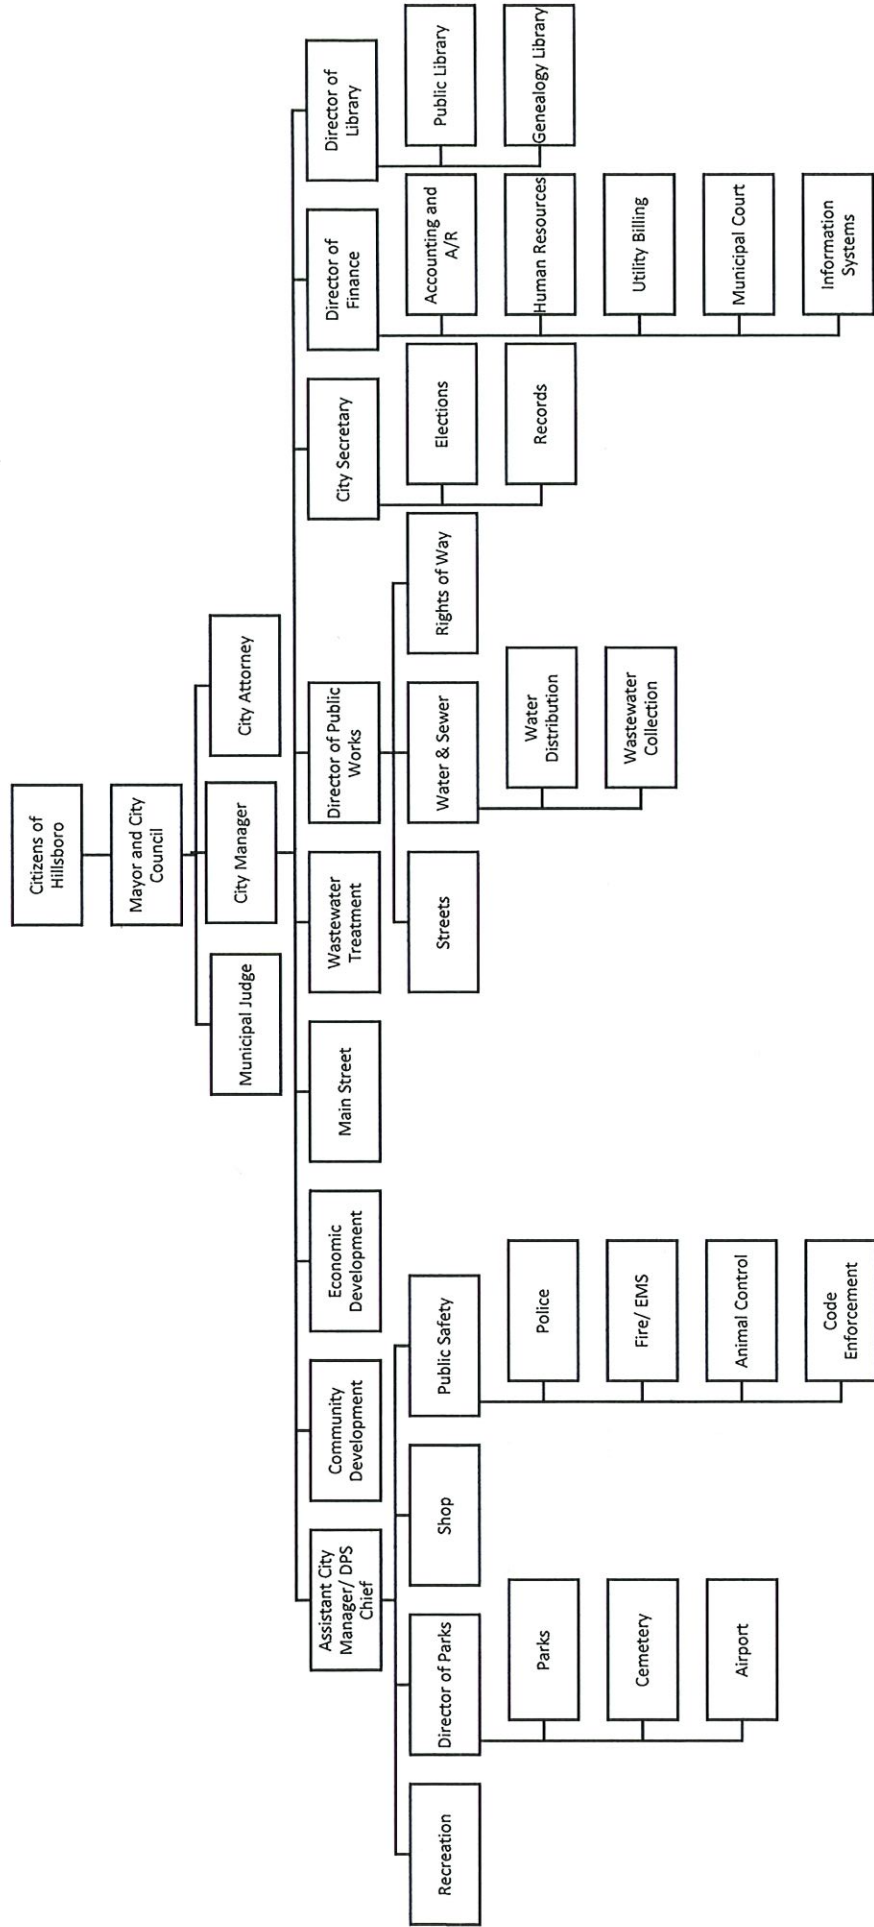 Citizens of
Hillsboro
Mayor and City
Council
Municipal Judge
City Manager
City Attorney
Assistant City
Manager/ DPS
Chief
Community
Development
Economic
Development
Main Street
Wastewater
Treatment
Director of Public
Works
City Secretary
Director of
Finance
Director of
Library
Recreation
Director of Parks
Shop
Public Safety
Streets
Water & Sewer
Rights of Way
Elections
Accounting and
A/R
Public Library
Parks
Police
Water
Distribution
Records
Human Resources
Genealogy Library
Cemetery
Fire/ EMS
Wastewater
Collection
Utility Billing
Airport
Animal Control
Municipal Court
Code
Enforcement
Information
Systems